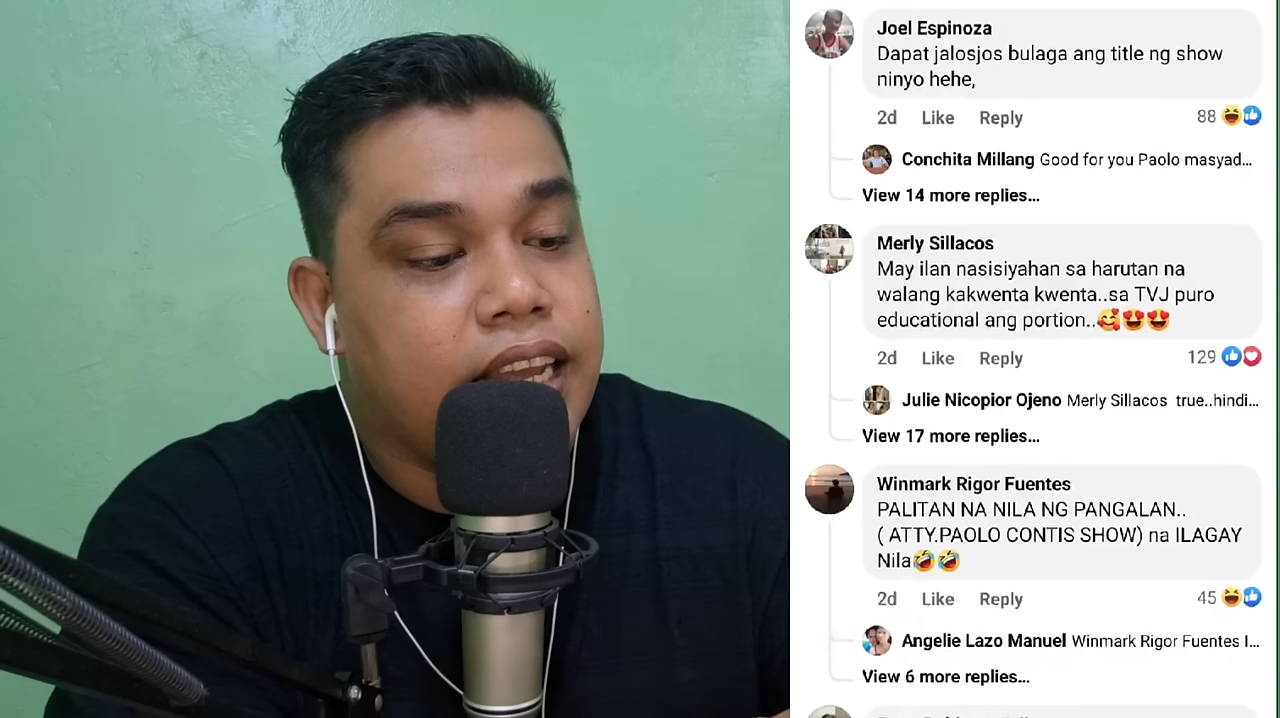 Joel Espinoza
Dapat jalosjos bulaga ang title ng show
ninyo hehe,
2d Like Reply 88
Conchita Millang Good for you Paolo masyad...
View 14 more replies...
Merly Sillacos
May ilan nasisiyahan sa harutan na
walang kakwenta kwenta..sa TVJ puro
educational ang portion..🥰😍😍
2d Like Reply 129
Julie Nicopior Ojeno Merly Sillacos true..hindi...
View 17 more replies...
Winmark Rigor Fuentes
PALITAN NA NILA NG PANGALAN..
( ATTY.PAOLO CONTIS SHOW) na ILAGAY
Nila🤣🤣
2d Like Reply 45
Angelie Lazo Manuel Winmark Rigor Fuentes I...
View 6 more replies...